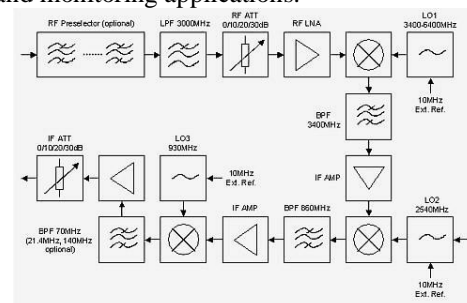 and monitoring applications.
RF Preselector (optional)
LPF 3000MHz
RF ATT
0/10/20/30dB
RF LNA
LO1
3400-6400MHz
10MHz
Ext. Ref.
BPF
3400MHz
IF ATT
0/10/20/30dB
LO3
930MHz
10MHz
Ext. Ref.
IF AMP
LO2
2540MHz
IF AMP
BPF 860MHz
BPF 70MHz
(21.4MHz, 140MHz
optional)
10MHz
Ext. Ref.